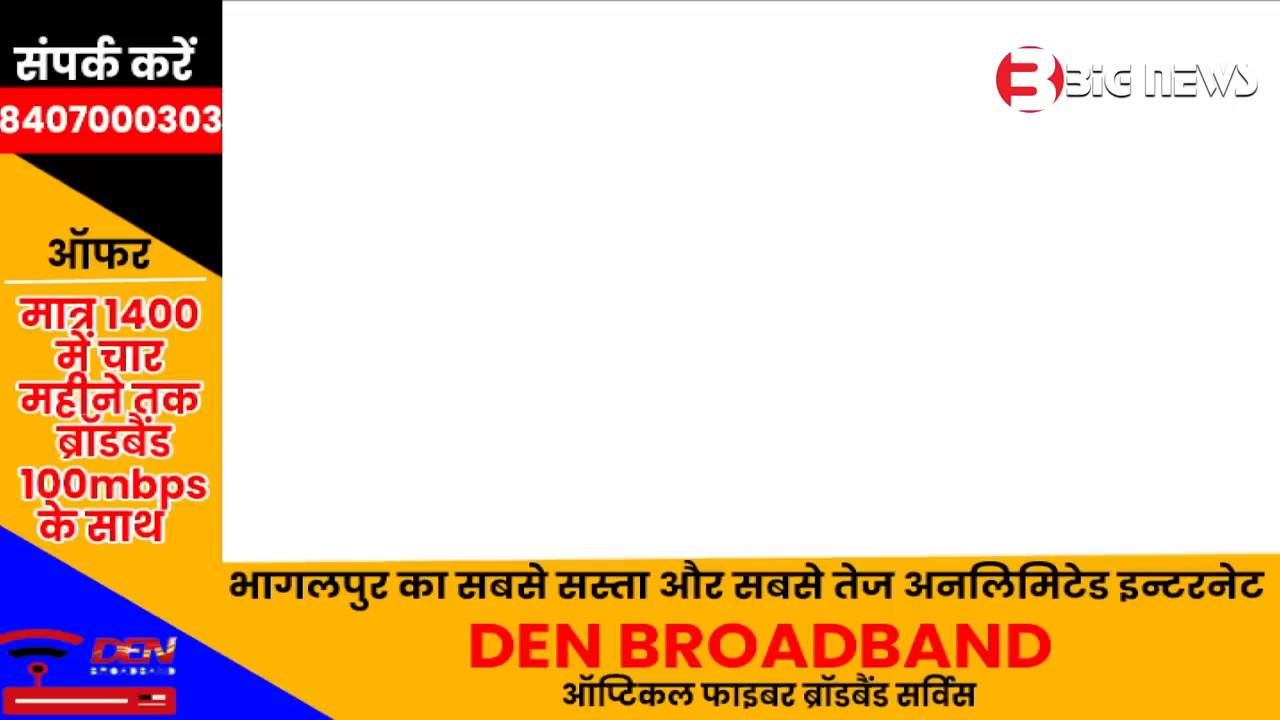 संपर्क करें
8407000303
ऑफर
मात्र 1400
में चार
महीने तक
ब्रॉडबैंड
100mbps
के साथ
DEN
BROADBAND
BIG NEWS
भागलपुर का सबसे सस्ता और सबसे तेज अनलिमिटेड इन्टरनेट
DEN BROADBAND
ऑप्टिकल फाइबर ब्रॉडबैंड सर्विस